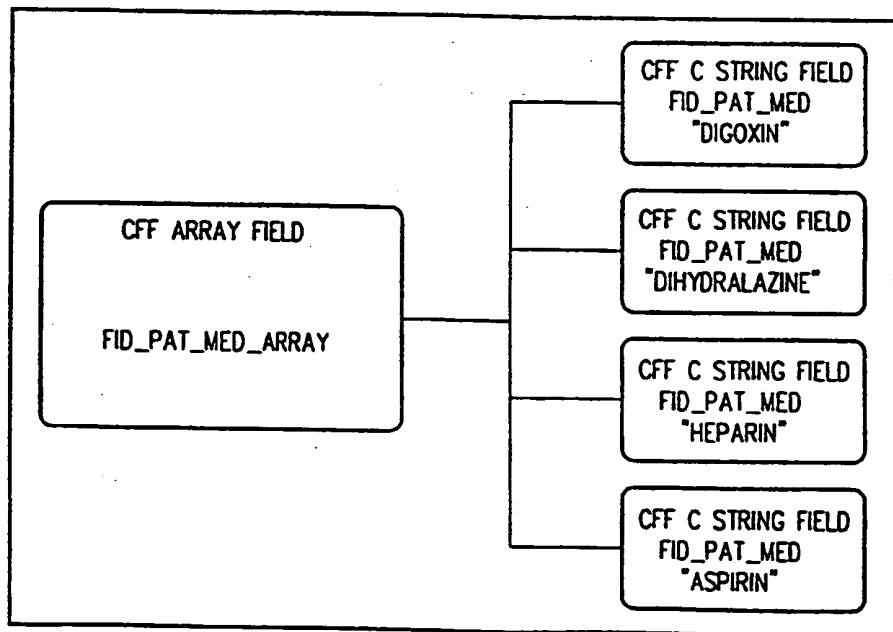 CFF ARRAY FIELD
FID_PAT_MED_ARRAY
CFF C STRING FIELD
FID_PAT_MED
"DIGOXIN"
CFF C STRING FIELD
FID_PAT_MED
"DIHYDRALAZINE"
CFF C STRING FIELD
FID_PAT_MED
"HEPARIN"
CFF C STRING FIELD
FID_PAT_MED
"ASPIRIN"